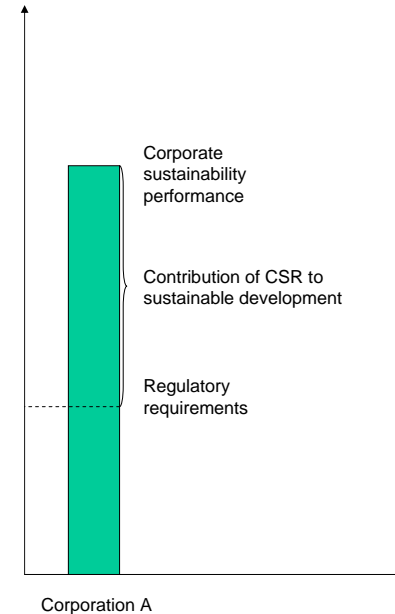 Corporate
sustainability
performance
Contribution of CSR to
sustainable development
Regulatory
requirements
Corporation A